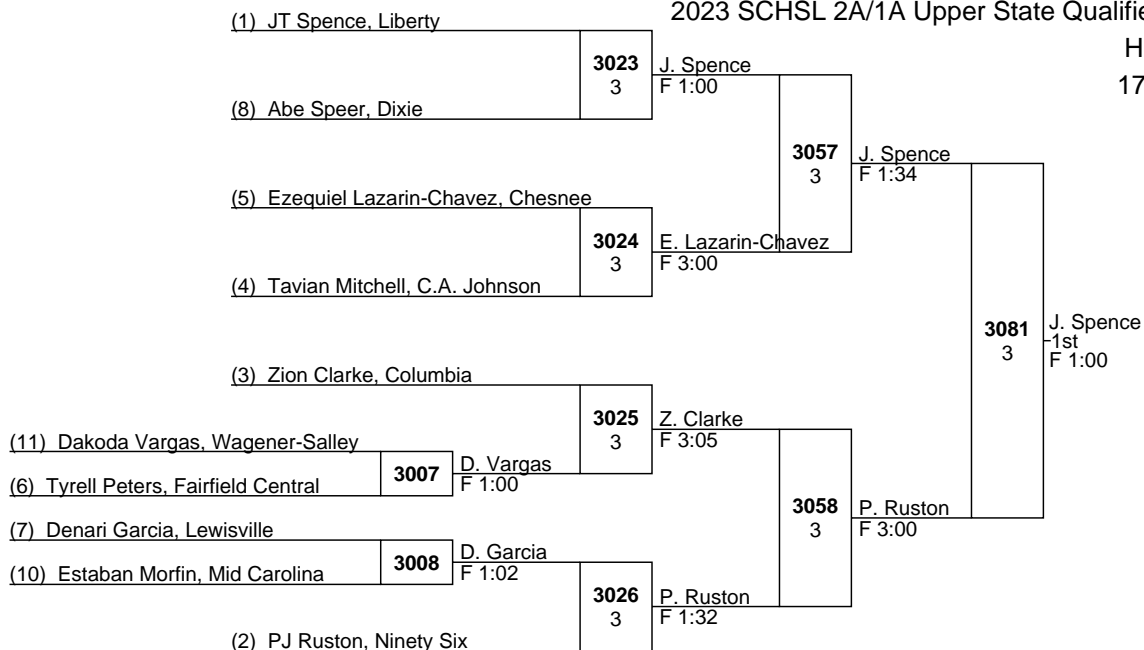 2023 SCHSL 2A/1A Upper State Qualifie
H
17
(1) JT Spence, Liberty
3023
3
J. Spence
F 1:00
(8) Abe Speer, Dixie
3057
3
J. Spence
F 1:34
(5) Ezequiel Lazarin-Chavez, Chesnee
3024
3
E. Lazarin-Chavez
F 3:00
(4) Tavian Mitchell, C.A. Johnson
3081
3
J. Spence
1st
F 1:00
(3) Zion Clarke, Columbia
3025
3
Z. Clarke
F 3:05
(11) Dakoda Vargas, Wagener-Salley
3007
D. Vargas
F 1:00
(6) Tyrell Peters, Fairfield Central
3058
3
P. Ruston
F 3:00
(7) Denari Garcia, Lewisville
3008
D. Garcia
F 1:02
(10) Estaban Morfin, Mid Carolina
3026
3
P. Ruston
F 1:32
(2) PJ Ruston, Ninety Six